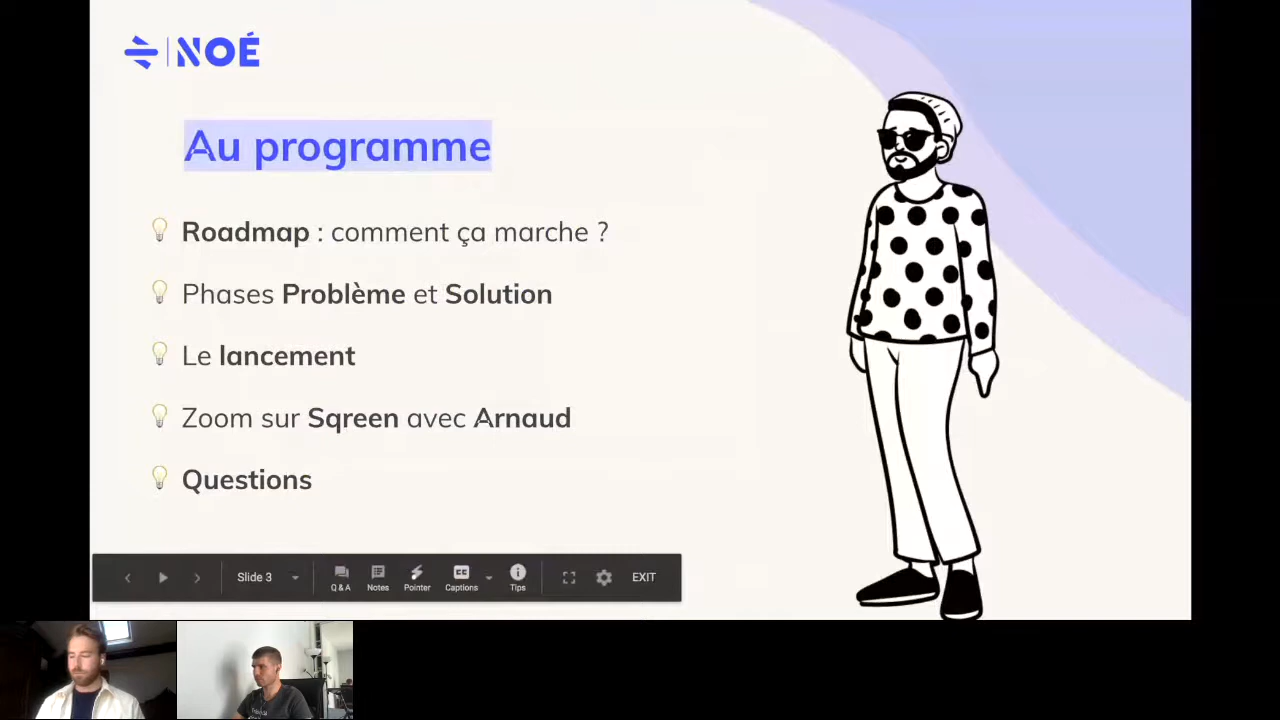 NOÉ
Au programme
Roadmap : comment ça marche ?
Phases Problème et Solution
Le lancement
Zoom sur Sqreen avec Arnaud
Questions
Slide 3
Q & A
Notes
Pointer
CC
Captions
Tips
EXIT